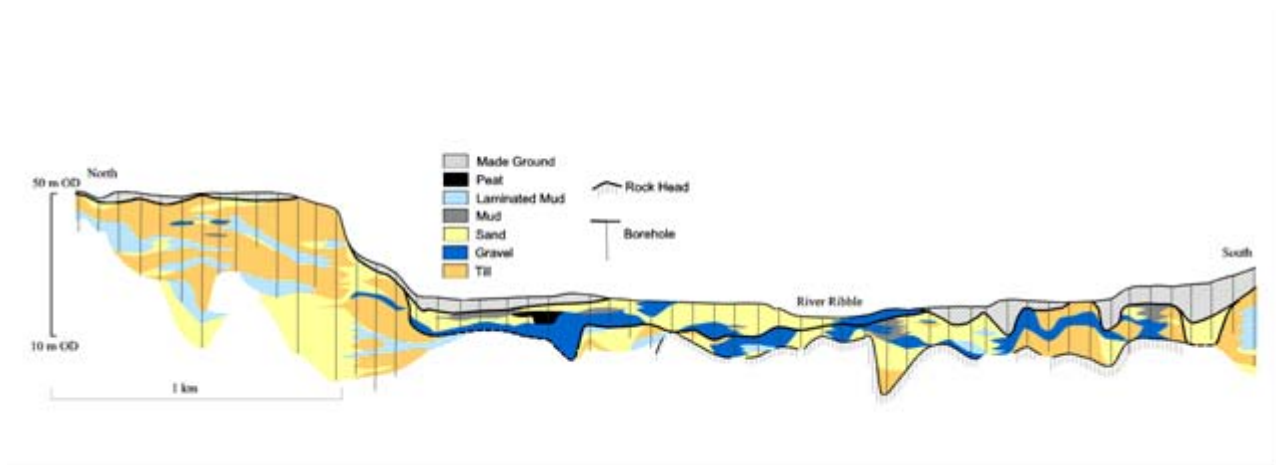 Made Ground
Peat
Laminated Mud
Mud
Sand
Gravel
Till
Rock Head
Borehole
North
50 m OD
10 m OD
1 km
River Ribble
South